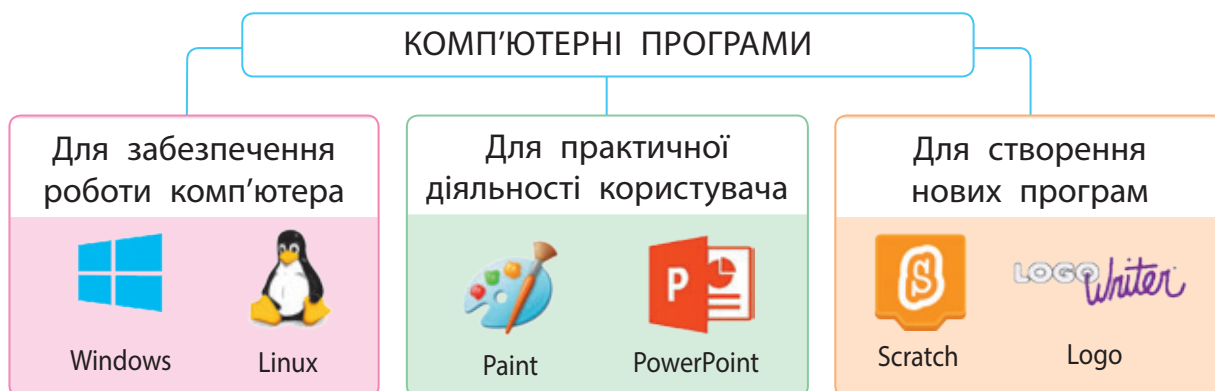 КОМП’ЮТЕРНІ ПРОГРАМИ
Для забезпечення
роботи комп’ютера
Windows
Linux
Для практичної
діяльності користувача
P
Paint
PowerPoint
Для створення
нових програм
S
LOGO Writer
Scratch
Logo